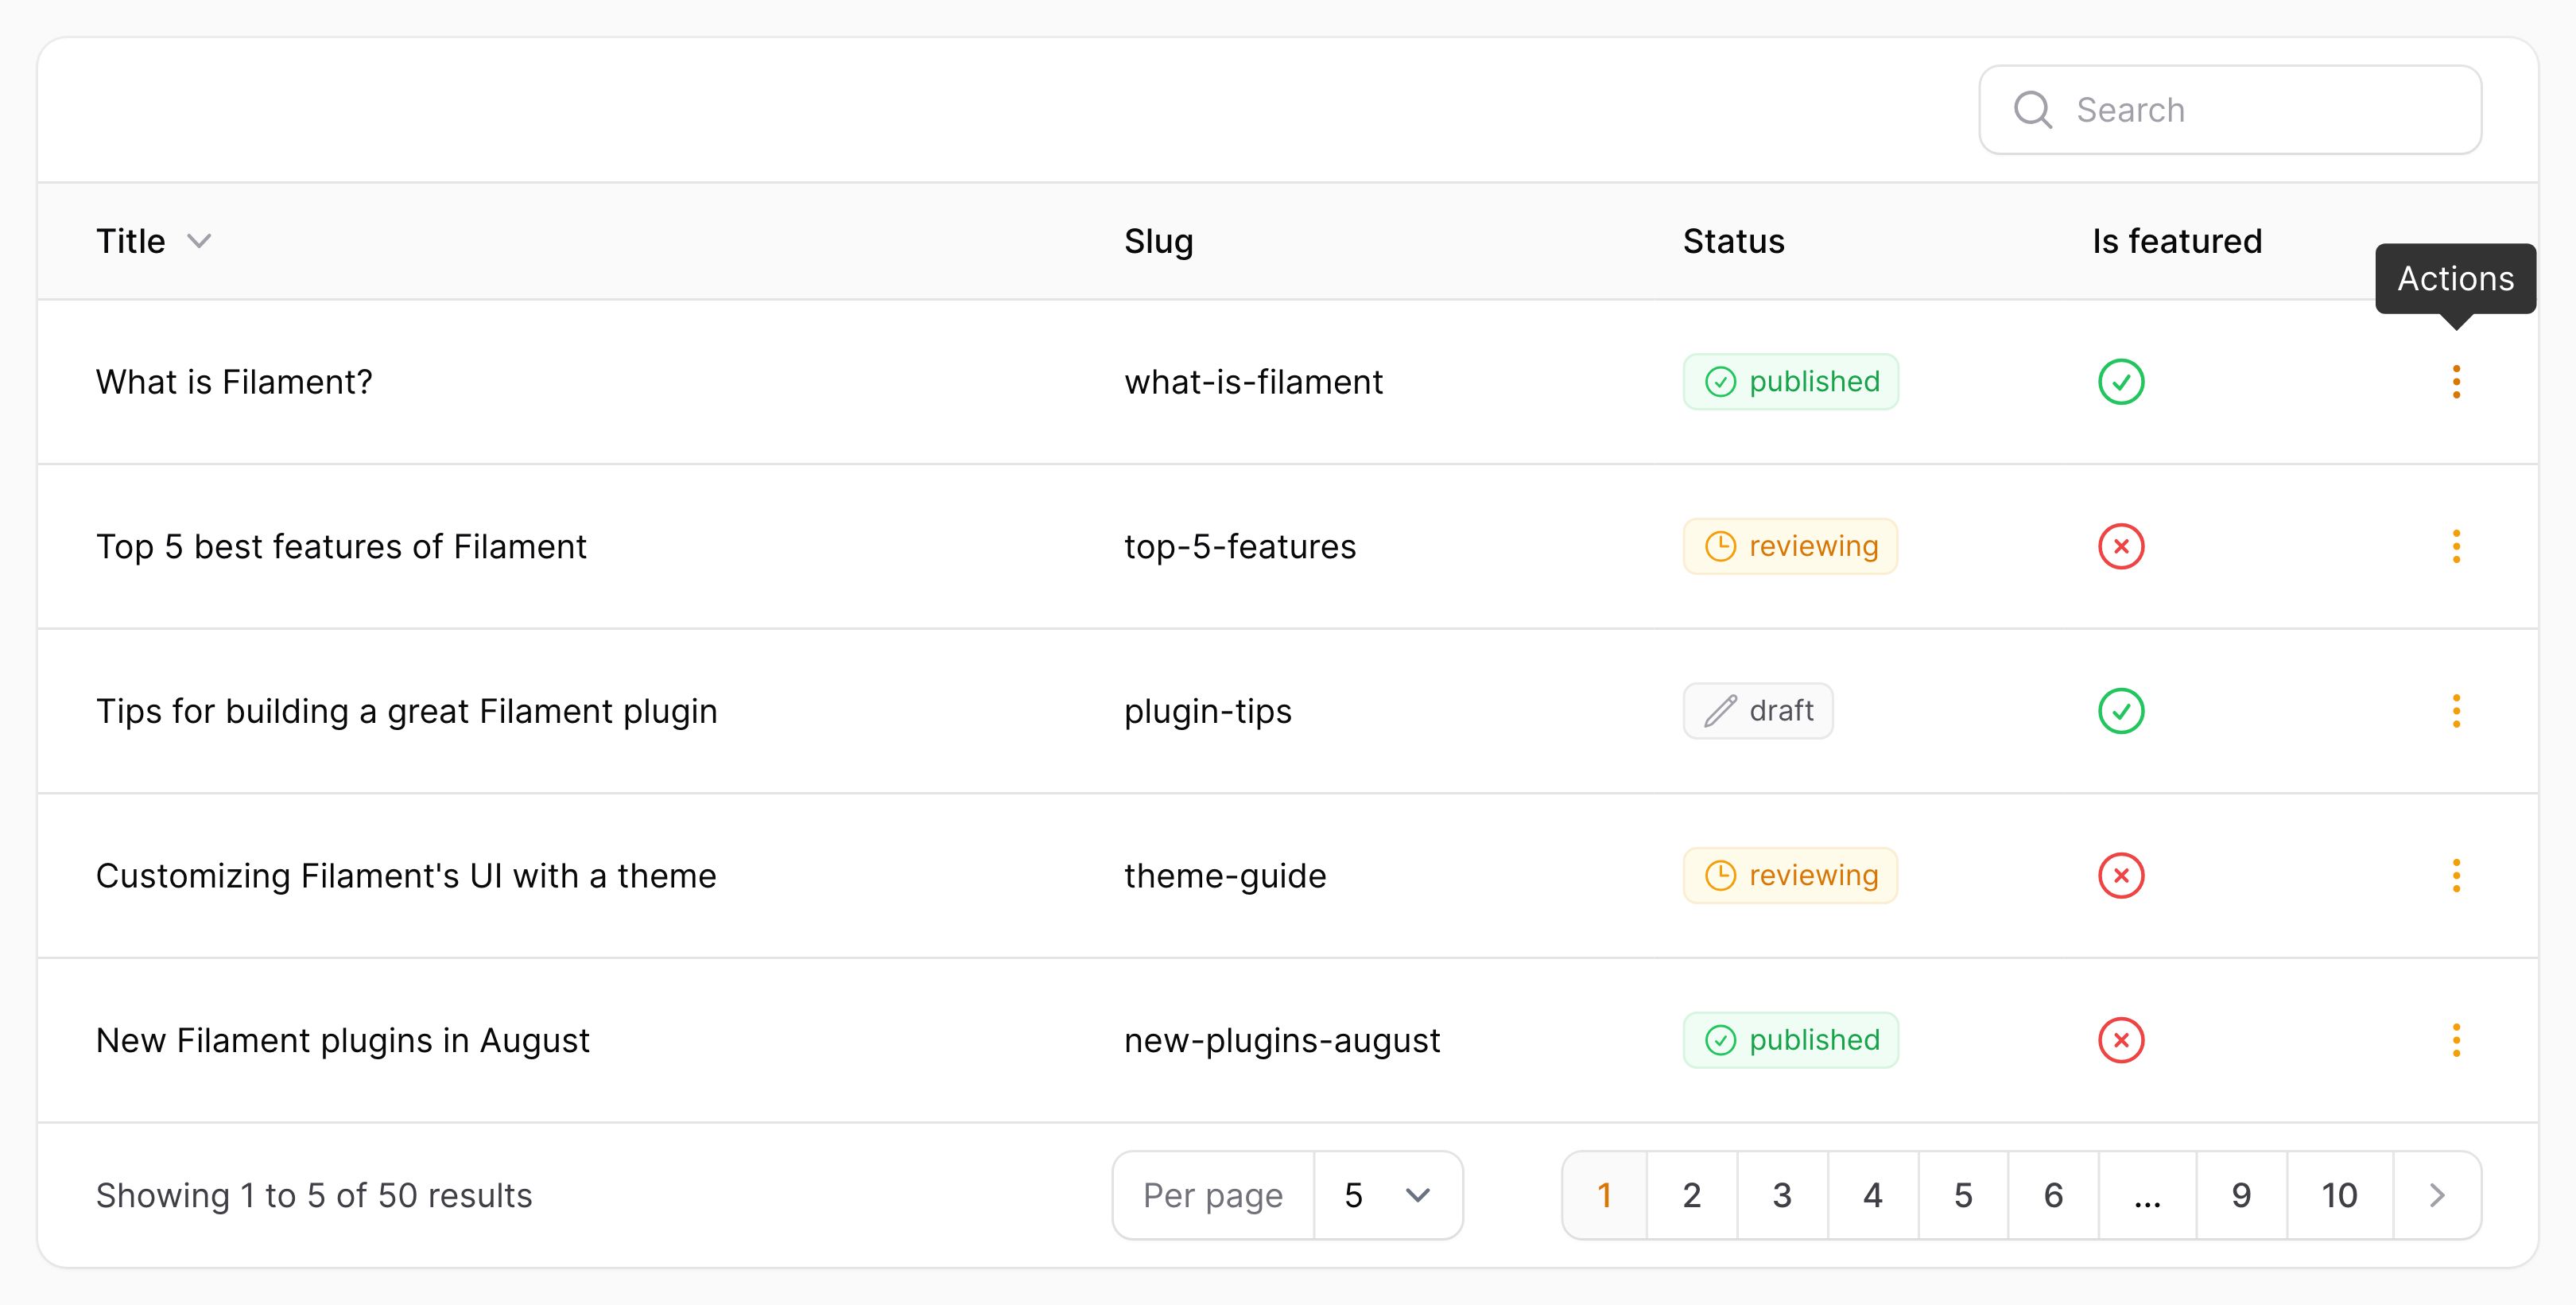 Search
Title Slug Status Is featured
Actions
What is Filament? what-is-filament published
Top 5 best features of Filament top-5-features reviewing
Tips for building a great Filament plugin plugin-tips draft
Customizing Filament's UI with a theme theme-guide reviewing
New Filament plugins in August new-plugins-august published
Showing 1 to 5 of 50 results Per page 5 1 2 3 4 5 6 ... 9 10